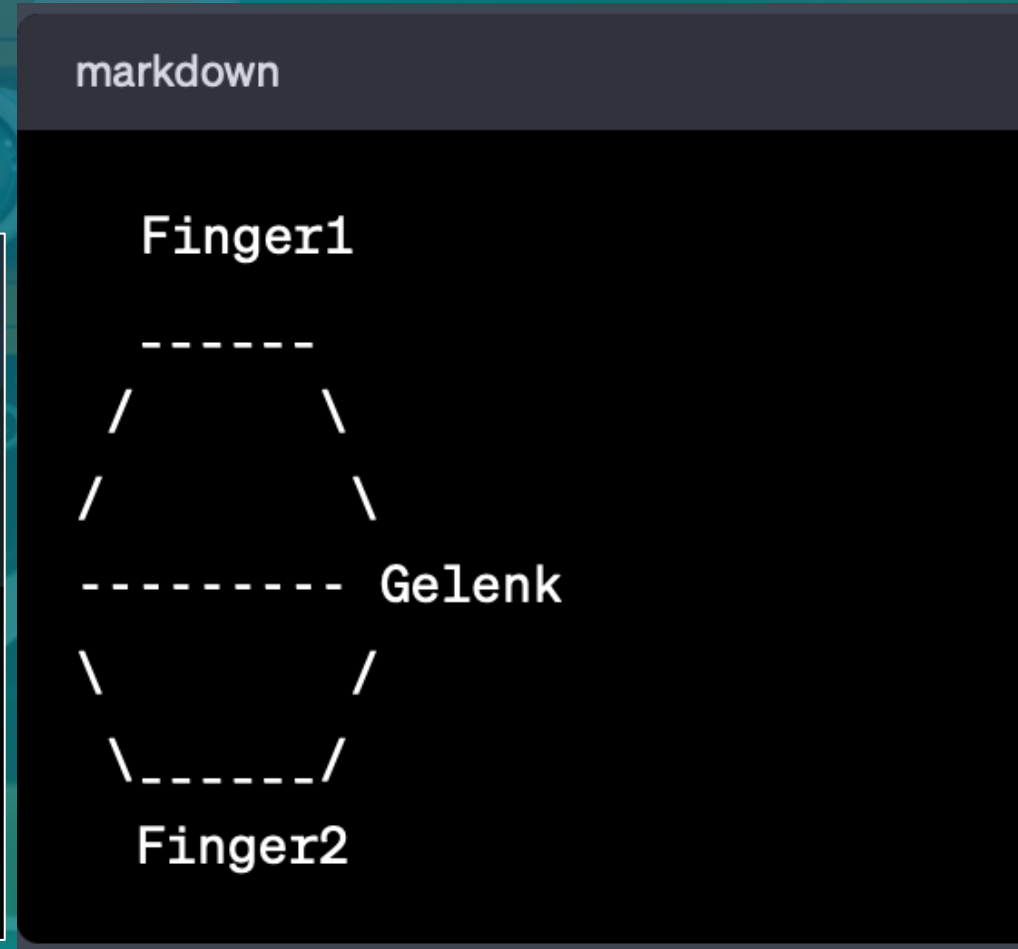 markdown
Finger1
------
/ \
/ \
--------- Gelenk
\ /
\______/
Finger2